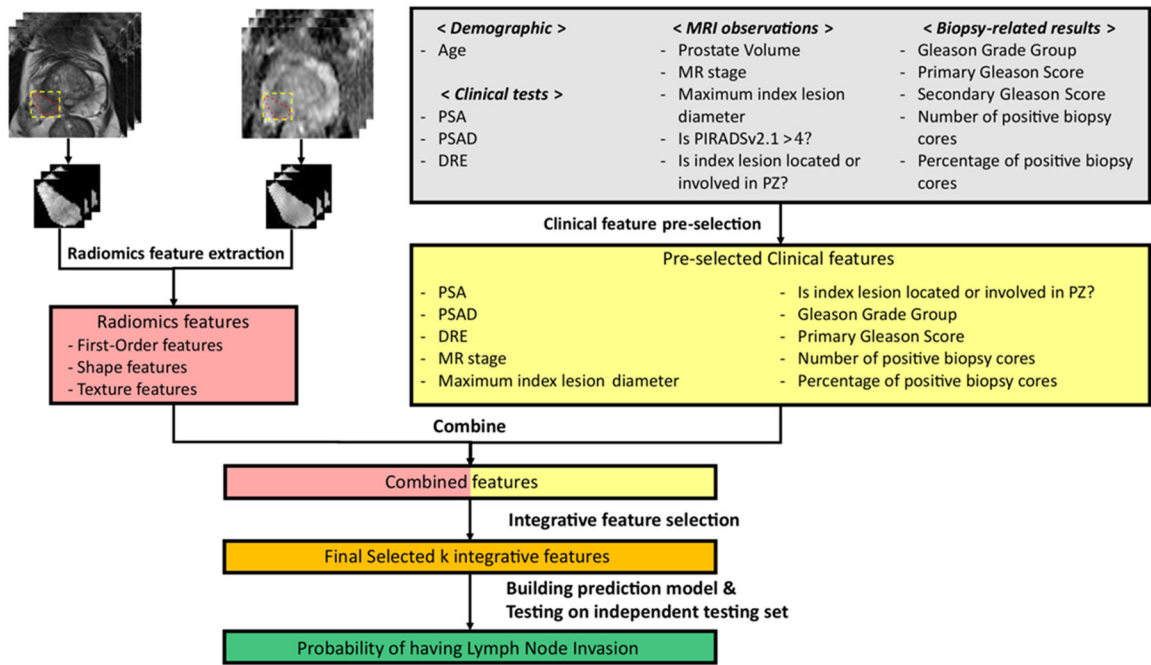 < Demographic >
- Age
< Clinical tests >
- PSA
- PSAD
- DRE
< MRI observations >
- Prostate Volume
- MR stage
- Maximum index lesion
diameter
- Is PIRADSv2.1 >4?
- Is index lesion located or
involved in PZ?
< Biopsy-related results >
- Gleason Grade Group
- Primary Gleason Score
- Secondary Gleason Score
- Number of positive biopsy
cores
- Percentage of positive biopsy
cores
Clinical feature pre-selection
Radiomics feature extraction
Pre-selected Clinical features
- PSA
- PSAD
- DRE
- MR stage
- Maximum index lesion diameter
- Is index lesion located or involved in PZ?
- Gleason Grade Group
- Primary Gleason Score
- Number of positive biopsy cores
- Percentage of positive biopsy cores
Radiomics features
- First-Order features
- Shape features
- Texture features
Combine
Combined features
Integrative feature selection
Final Selected k integrative features
Building prediction model &
Testing on independent testing set
Probability of having Lymph Node Invasion